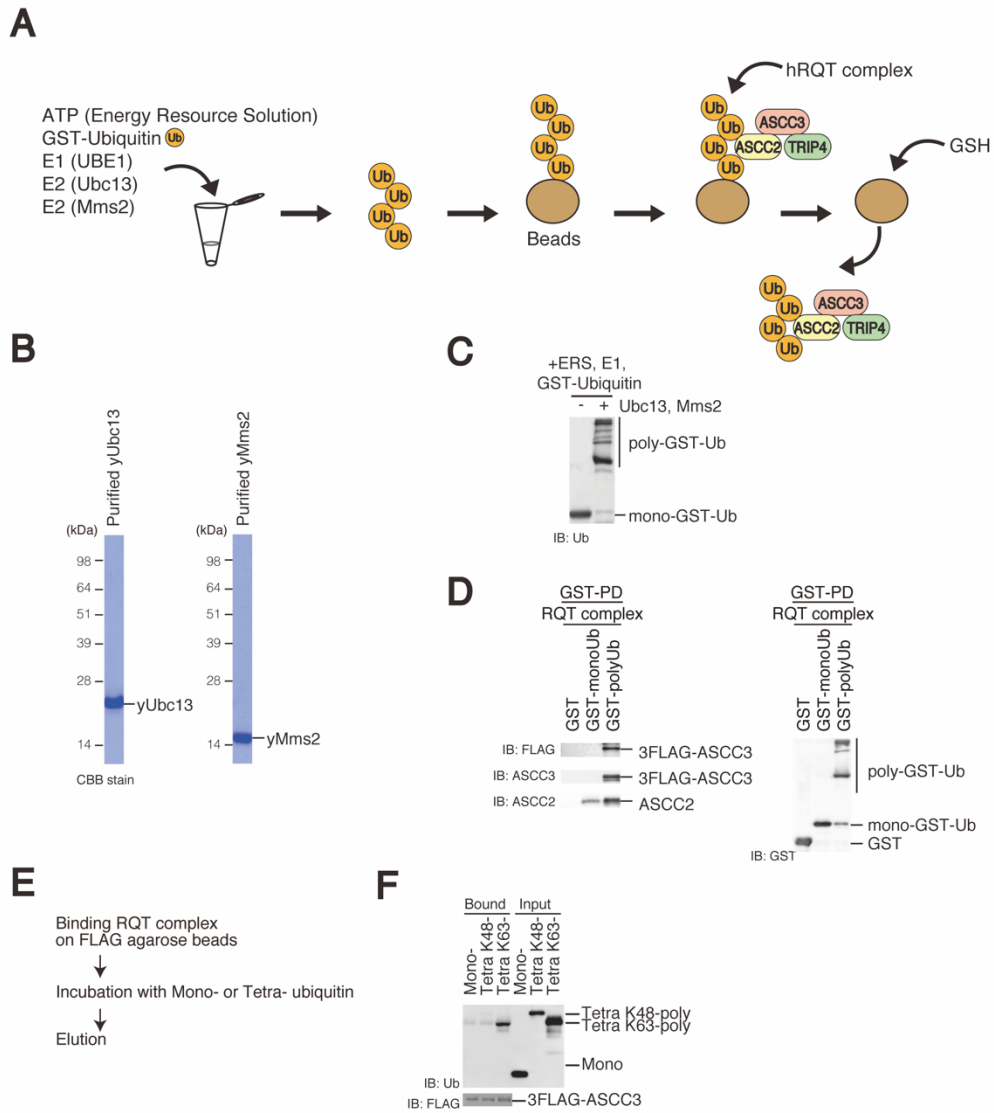 A
ATP (Energy Resource Solution)
GST-Ubiquitin Ub
E1 (UBE1)
E2 (Ubc13)
E2 (Mms2)
Ub
Ub
Ub
Ub
Ub
Ub
Ub
Ub
Beads
hRQT complex
Ub
Ub
Ub
Ub
ASCC3
ASCC2 TRIP4
GSH
Ub
Ub
Ub
Ub
ASCC3
ASCC2 TRIP4
B
Purified yUbc13
(kDa)
98
64
51
39
28
14
yUbc13
CBB stain
Purified yMms2
(kDa)
98
64
51
39
28
14
yMms2
C
+ERS, E1,
GST-Ubiquitin
- + Ubc13, Mms2
poly-GST-Ub
mono-GST-Ub
IB: Ub
D
GST-PD
RQT complex
GST
GST-monoUb
GST-polyUb
IB: FLAG 3FLAG-ASCC3
IB: ASCC3 3FLAG-ASCC3
IB: ASCC2 ASCC2
GST-PD
RQT complex
GST
GST-monoUb
GST-polyUb
poly-GST-Ub
mono-GST-Ub
GST
IB: GST
E
Binding RQT complex
on FLAG agarose beads
Incubation with Mono- or Tetra- ubiquitin
Elution
F
Bound Input
Mono-
Tetra K48-
Tetra K63-
Mono-
Tetra K48-
Tetra K63-
Tetra K48-poly
Tetra K63-poly
Mono
IB: Ub
IB: FLAG 3FLAG-ASCC3